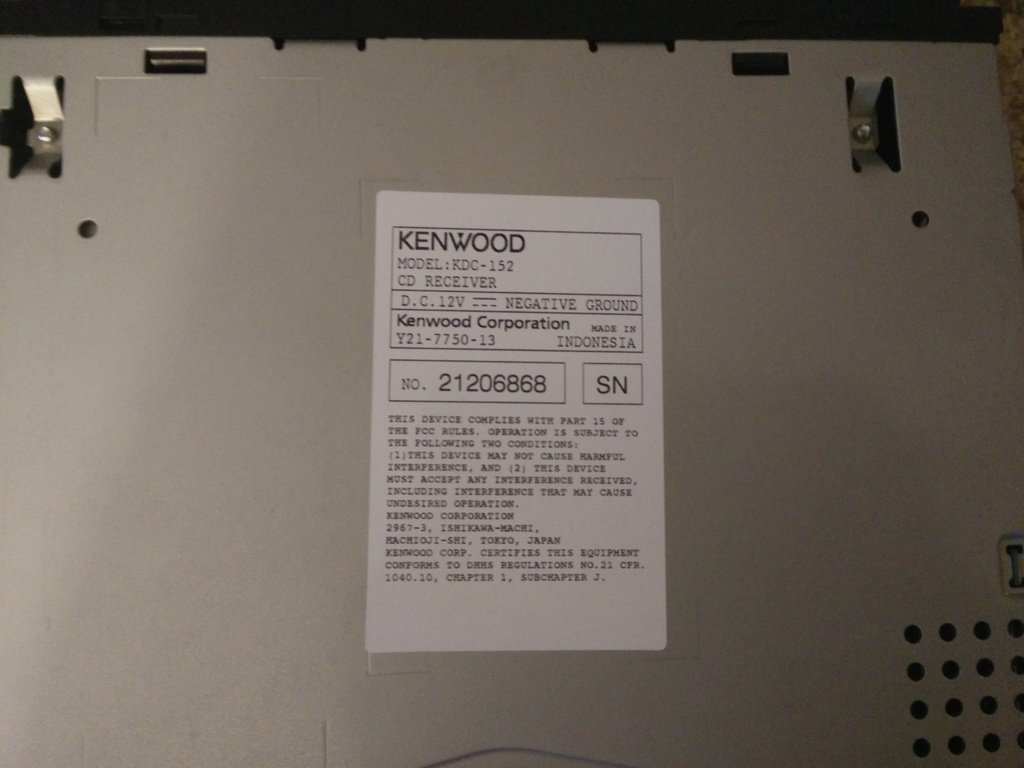 KENWOOD
MODEL:KDC-152
CD RECEIVER
D.C.12V NEGATIVE GROUND
Kenwood Corporation MADE IN
Y21-7750-13 INDONESIA
NO. 21206868 SN
THIS DEVICE COMPLIES WITH PART 15 OF
THE FCC RULES. OPERATION IS SUBJECT TO
THE FOLLOWING TWO CONDITIONS:
(1)THIS DEVICE MAY NOT CAUSE HARMFUL
INTERFERENCE, AND (2) THIS DEVICE
MUST ACCEPT ANY INTERFERENCE RECEIVED,
INCLUDING INTERFERENCE THAT MAY CAUSE
UNDESIRED OPERATION.
KENWOOD CORPORATION
2967-3, ISHIKAWA-MACHI,
HACHIOJI-SHI, TOKYO, JAPAN
KENWOOD CORP. CERTIFIES THIS EQUIPMENT
CONFORMS TO DHHS REGULATIONS NO.21 CFR.
1040.10, CHAPTER 1, SUBCHAPTER J.